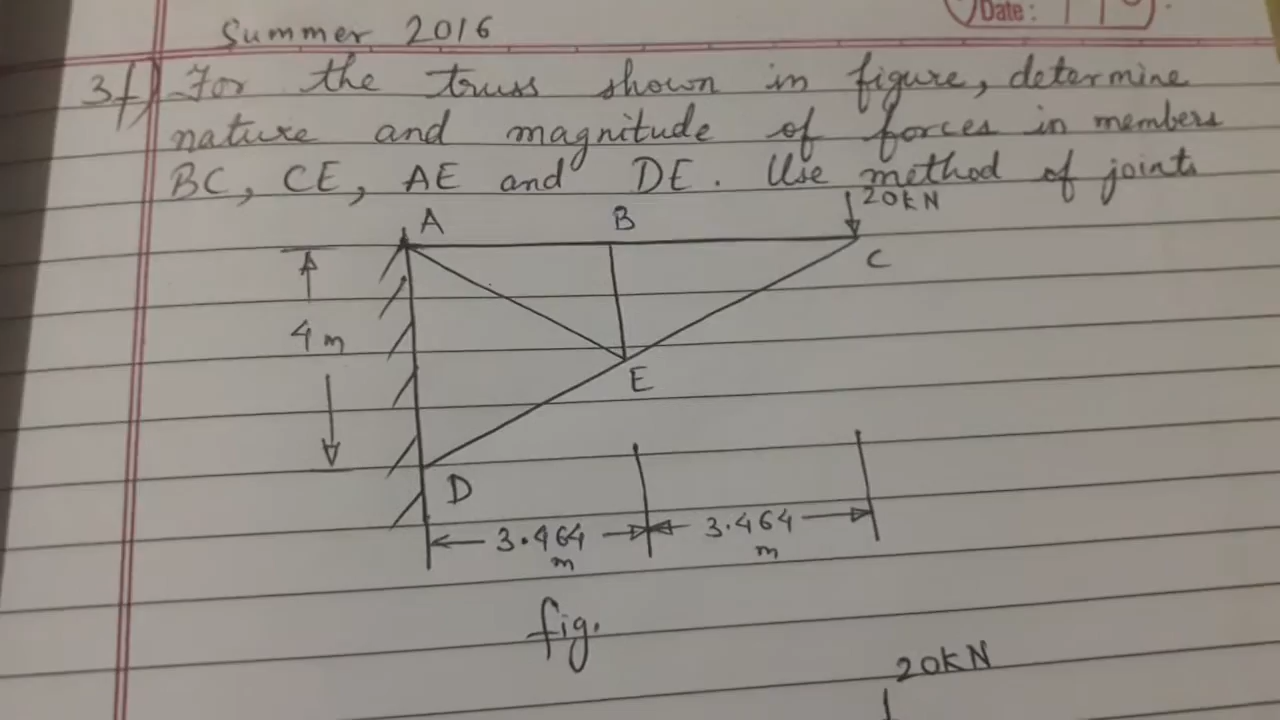 Date:
Summer 2016
3f) For the truss shown in figure, determine
nature and magnitude of forces in members
BC, CE, AE and DE. Use method of joints
20kN
A
B
C
4m
E
D
3.464
m
3.464
m
fig.
20kN